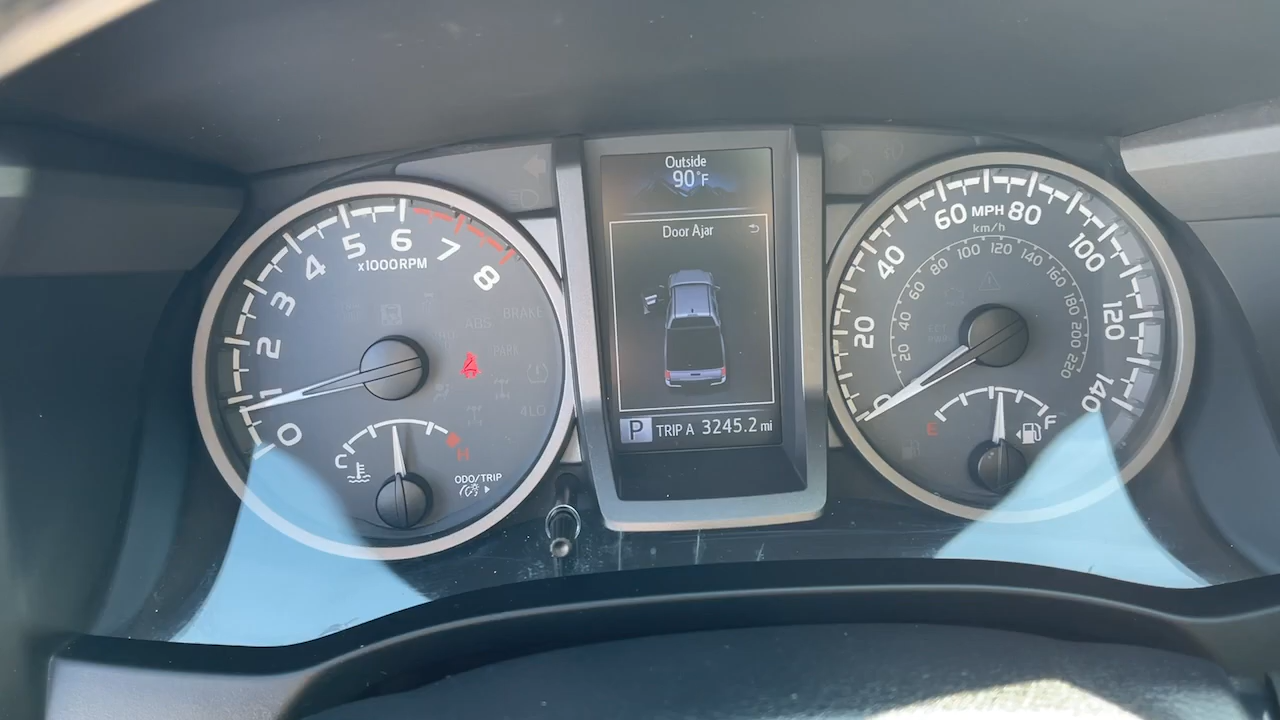 Outside
90°F
Door Ajar
P TRIP A 3245.2 mi
0
1
2
3
4
5
6
7
8
x1000RPM
BRAKE
ABS
PARK
4LO
C
H
ODO/TRIP
0
20
40
60
80
100
120
140
MPH
km/h
20
40
60
80
100
120
140
160
180
200
220
E
F